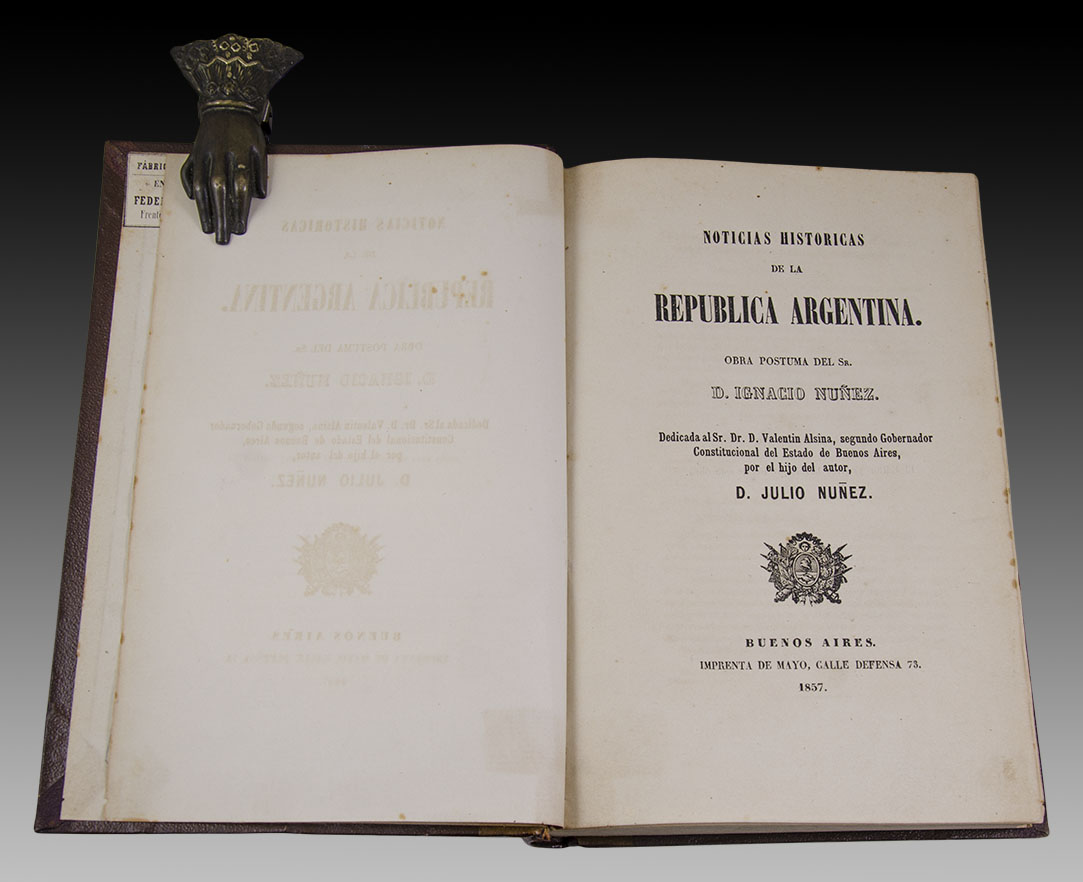 FÁBRIC
EN
FEDE
Frente
NOTICIAS HISTORICAS
DE LA
REPUBLICA ARGENTINA.
OBRA POSTUMA DEL SR.
D. IGNACIO NUÑEZ.
Dedicada al Sr. Dr. D. Valentin Alsina, segundo Gobernador
Constitucional del Estado de Buenos Aires,
por el hijo del autor,
D. JULIO NUÑEZ.
BUENOS AIRES.
IMPRENTA DE MAYO, CALLE DEFENSA 73.
1857.